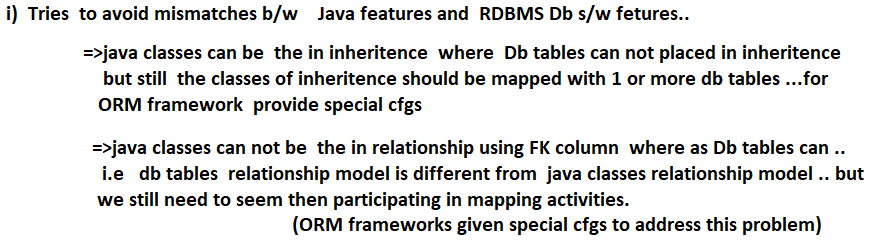 i) Tries to avoid mismatches b/w Java features and RDBMS Db s/w fetures..
=>java classes can be the in inheritence where Db tables can not placed in inheritence
but still the classes of inheritence should be mapped with 1 or more db tables ...for
ORM framework provide special cfgs
=>java classes can not be the in relationship using FK column where as Db tables can ..
i.e db tables relationship model is different from java classes relationship model .. but
we still need to seem then participating in mapping activities.
(ORM frameworks given special cfgs to address this problem)